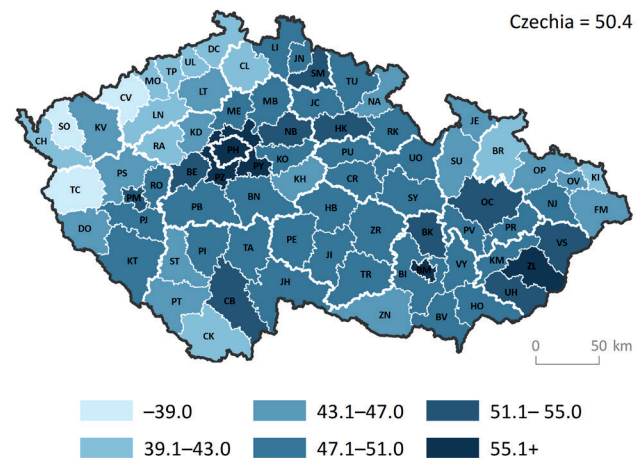 Czechia = 50.4
DC
LI
JN
UL
SM
TP
CL
TU
MO
CV
LT
MB
JC
NA
ME
LN
SO
KV
KD
NB
HK
RK
JE
CH
RA
PH
PU
SU
BR
PY
KO
UO
OP
KI
PS
BE
PZ
OV
TC
RO
KH
CR
PM
BN
SY
OC
NJ
FM
PB
HB
DO
PJ
PR
BK
PV
VS
ZR
TA
PE
KT
ST
PI
JI
KM
ZL
BI
BM
VY
TR
JH
UH
PT
CB
HO
ZN
BV
CK
0 50 km
–39.0 43.1–47.0 51.1– 55.0
39.1–43.0 47.1–51.0 55.1+